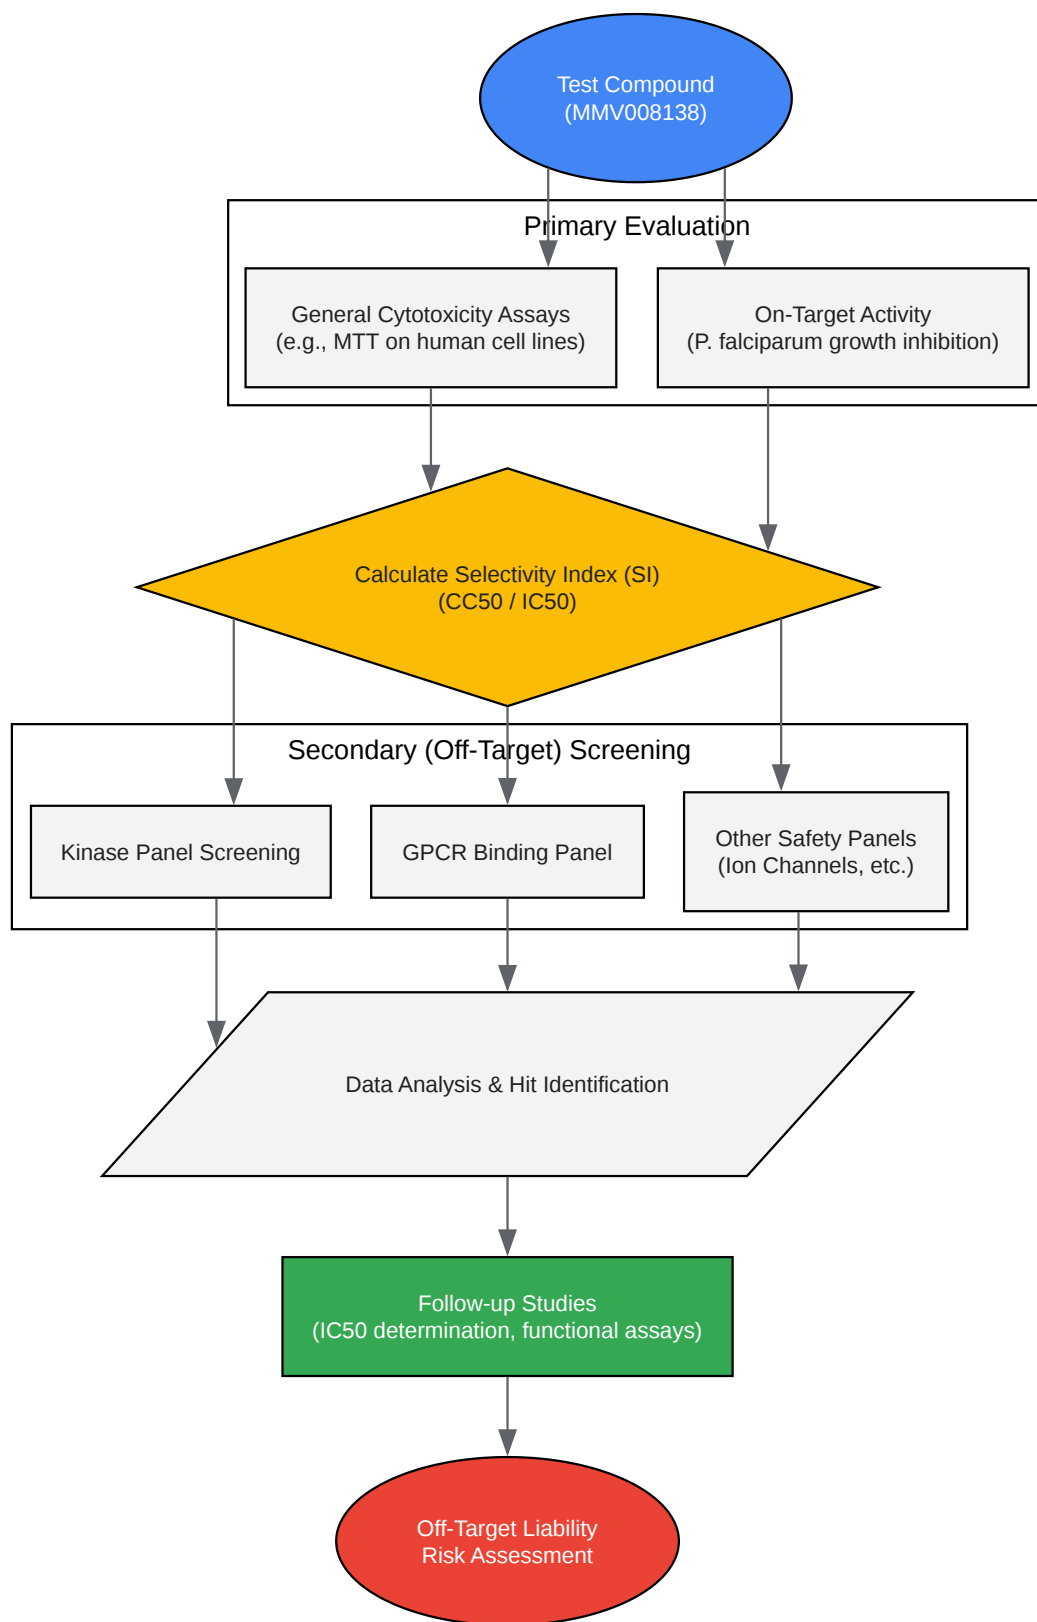 Test Compound
(MMV008138)
Primary Evaluation
General Cytotoxicity Assays
(e.g., MTT on human cell lines)
On-Target Activity
(P. falciparum growth inhibition)
Calculate Selectivity Index (SI)
(CC50 / IC50)
Secondary (Off-Target) Screening
Kinase Panel Screening
GPCR Binding Panel
Other Safety Panels
(Ion Channels, etc.)
Data Analysis & Hit Identification
Follow-up Studies
(IC50 determination, functional assays)
Off-Target Liability
Risk Assessment